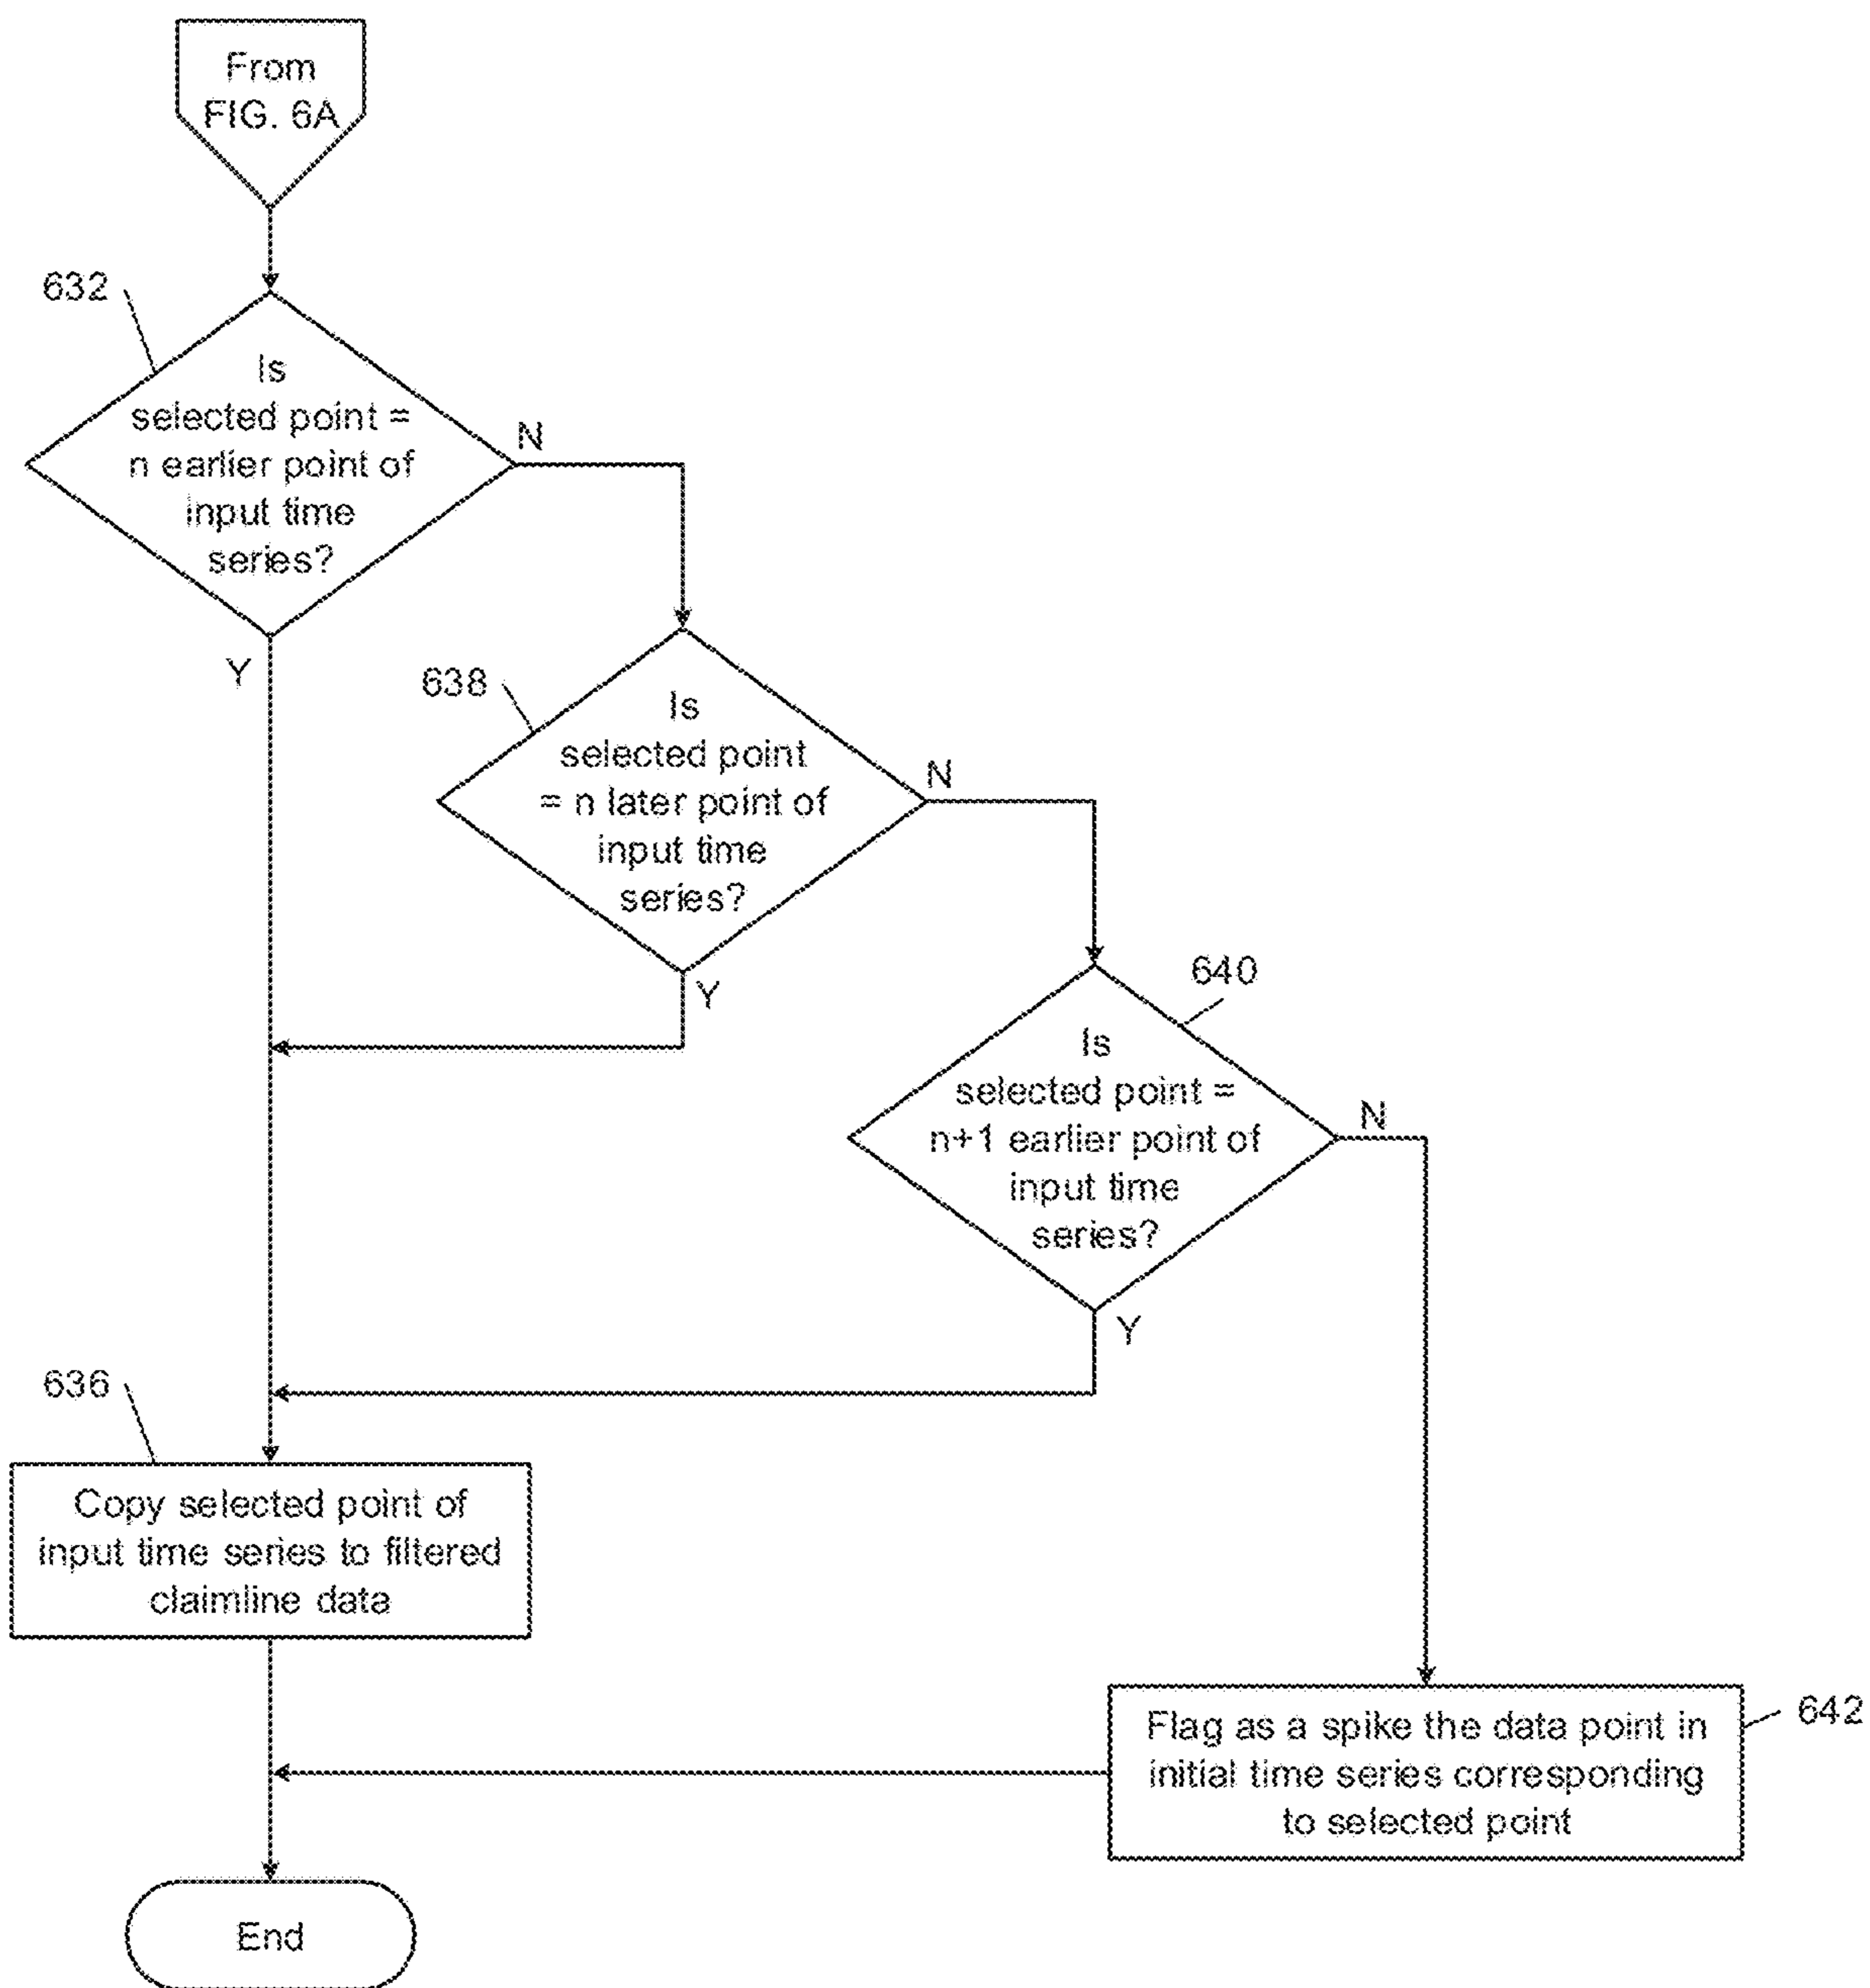 From
FIG. 6A
632
Is
selected point =
n earlier point of
input time
series?
N
Y
638
Is
selected point
= n later point of
input time
series?
N
Y
640
Is
selected point =
n+1 earlier point of
input time
series?
N
Y
636
Copy selected point of
input time series to filtered
claimline data
642
Flag as a spike the data point in
initial time series corresponding
to selected point
End